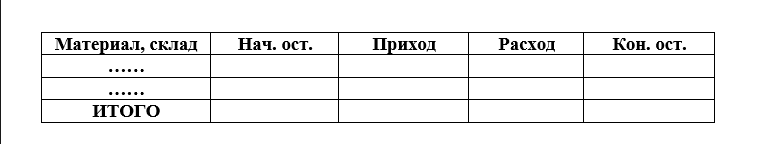 Материал, склад Нач. ост. Приход Расход Кон. ост.
……
……
ИТОГО